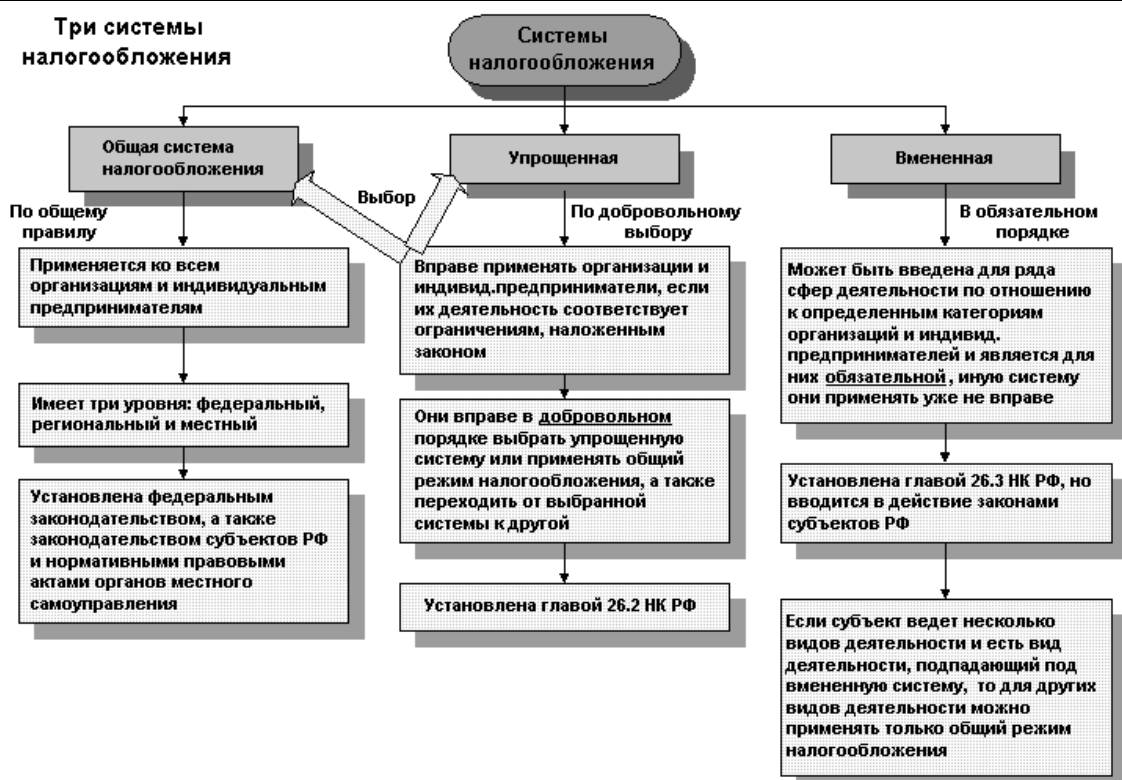 Три системы
налогообложения
Системы
налогообложения
Общая система
налогообложения
Упрощенная
Вмененная
Выбор
По общему
правилу
По добровольному
выбору
В обязательном
порядке
Применяется ко всем
организациям и индивидуальным
предпринимателям
Имеет три уровня: федеральный,
региональный и местный
Установлена федеральным
законодательством, а также
законодательством субъектов РФ
и нормативными правовыми
актами органов местного
самоуправления
Вправе применять организации и
индивид.предприниматели, если
их деятельность соответствует
ограничениям, наложенным
законом
Они вправе в добровольном
порядке выбрать упрощенную
систему или применять общий
режим налогообложения, а также
переходить от выбранной
системы к другой
Установлена главой 26.2 НК РФ
Может быть введена для ряда
сфер деятельности по отношению
к определенным категориям
организаций и индивид.
предпринимателей и является для
них обязательной, иную систему
они применять уже не вправе
Установлена главой 26.3 НК РФ, но
вводится в действие законами
субъектов РФ
Если субъект ведет несколько
видов деятельности и есть вид
деятельности, подпадающий под
вмененную систему, то для других
видов деятельности можно
применять только общий режим
налогообложения